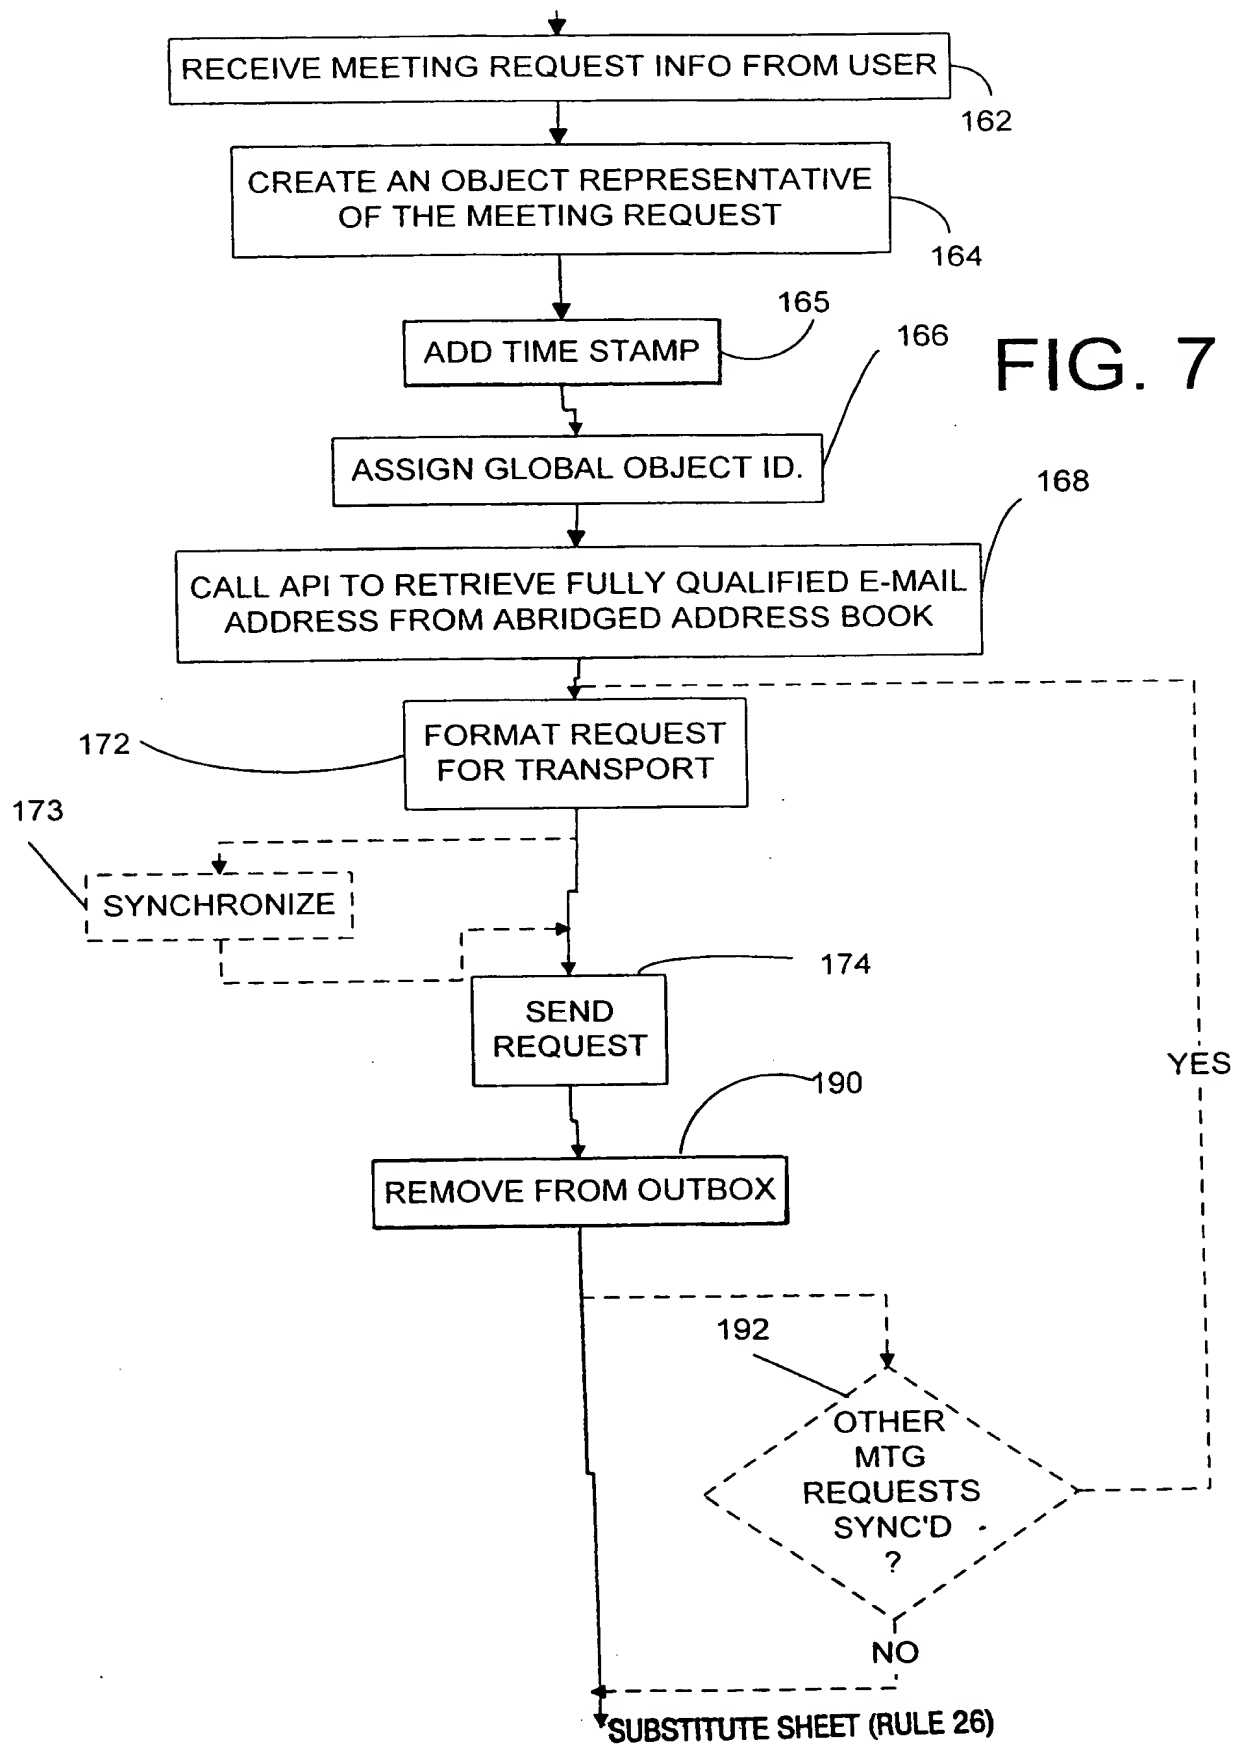 RECEIVE MEETING REQUEST INFO FROM USER
162
CREATE AN OBJECT REPRESENTATIVE
OF THE MEETING REQUEST
164
165
ADD TIME STAMP
166
FIG. 7
ASSIGN GLOBAL OBJECT ID.
168
CALL API TO RETRIEVE FULLY QUALIFIED E-MAIL
ADDRESS FROM ABRIDGED ADDRESS BOOK
172
FORMAT REQUEST
FOR TRANSPORT
173
SYNCHRONIZE
174
SEND
REQUEST
YES
190
REMOVE FROM OUTBOX
192
OTHER
MTG
REQUESTS
SYNC'D
?
NO
SUBSTITUTE SHEET (RULE 26)